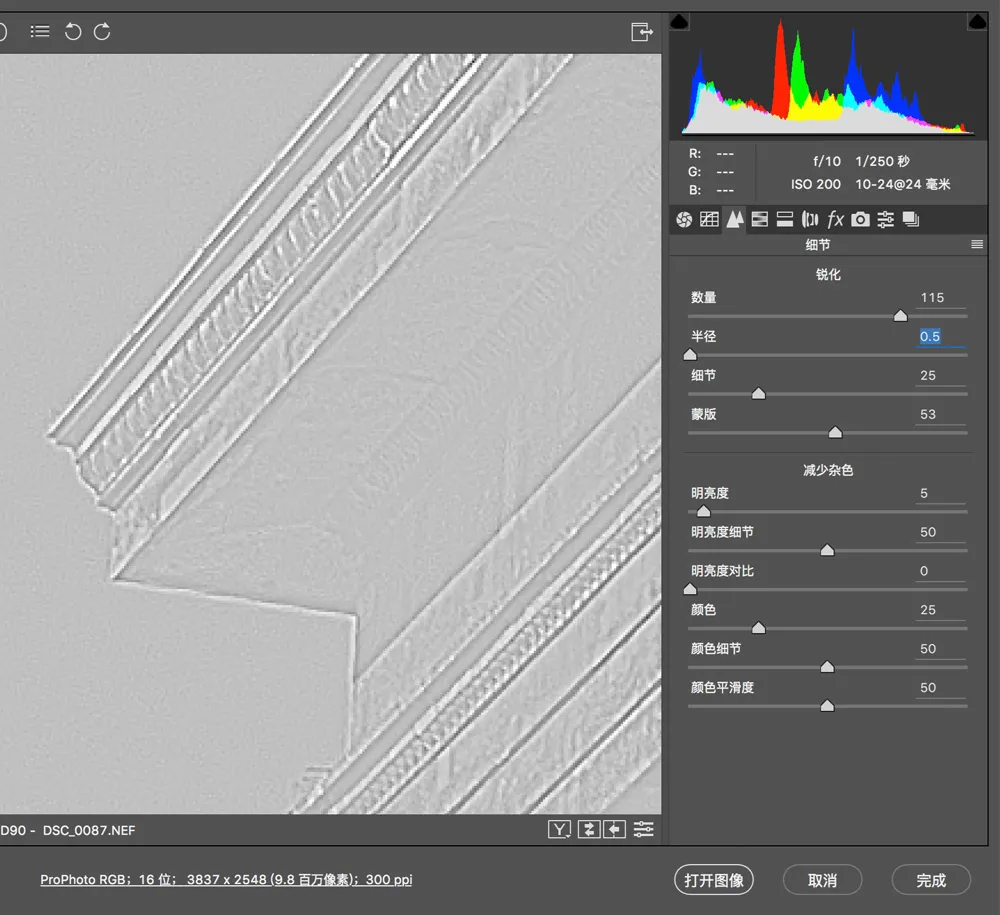 R: ---
G: ---
B: ---
f/10 1/250 秒
ISO 200 10-24@24 毫米
fx
细节
锐化
数量 115
半径 0.5
细节 25
蒙版 53
减少杂色
明亮度 5
明亮度细节 50
明亮度对比 0
颜色 25
颜色细节 50
颜色平滑度 50
D90 - DSC_0087.NEF
Y
ProPhoto RGB; 16 位; 3837 x 2548 (9.8 百万像素); 300 ppi
打开图像 取消 完成